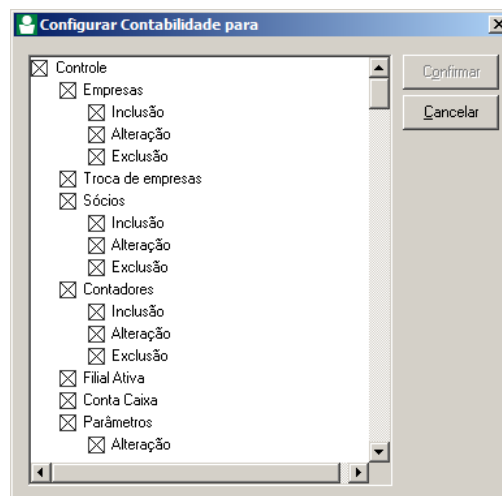 Configurar Contabilidade para
Controle
Empresas
Inclusão
Alteração
Exclusão
Troca de empresas
Sócios
Inclusão
Alteração
Exclusão
Contadores
Inclusão
Alteração
Exclusão
Filial Ativa
Conta Caixa
Parâmetros
Alteração
Confirmar
Cancelar